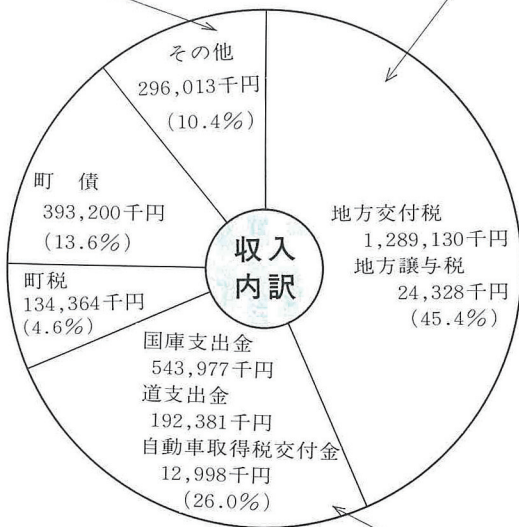 その他
296,013千円
(10.4%)
町 債
393,200千円
(13.6%)
町税
134,364千円
(4.6%)
収入
内訳
地方交付税
1,289,130千円
地方譲与税
24,328千円
(45.4%)
国庫支出金
543,977千円
道支出金
192,381千円
自動車取得税交付金
12,998千円
(26.0%)